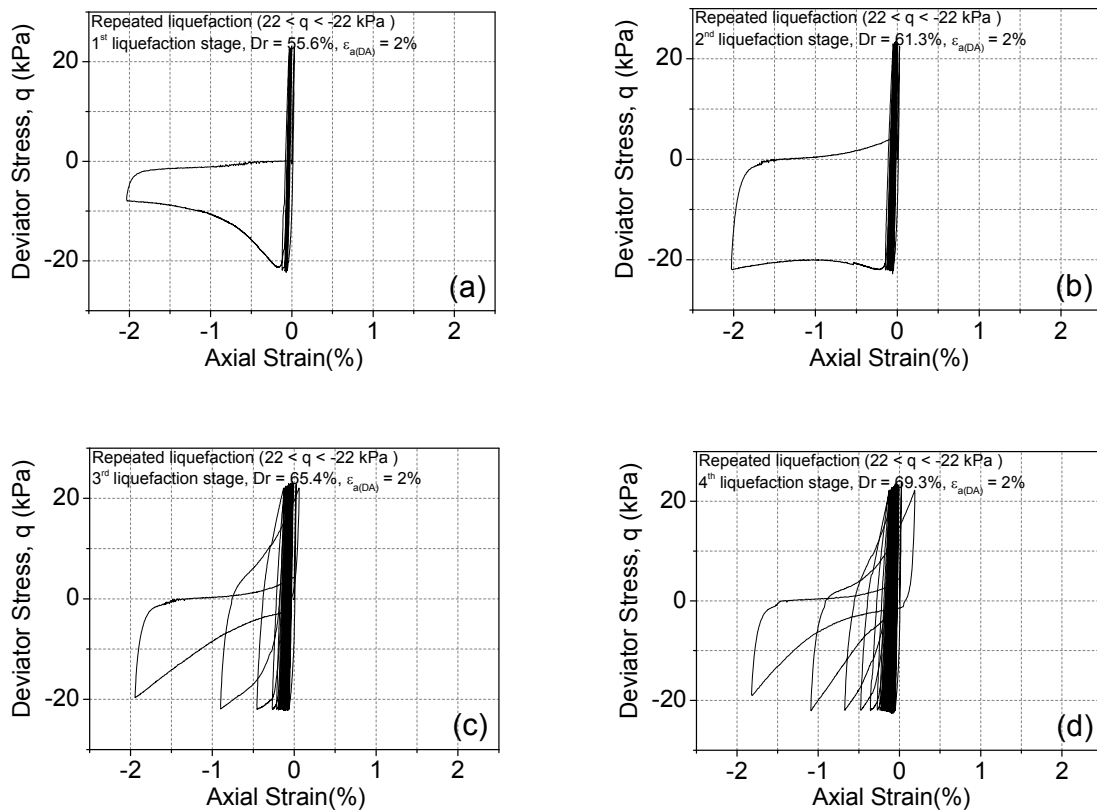 Repeated liquefaction (22 < q < -22 kPa )
1st liquefaction stage, Dr = 55.6%, εa(DA) = 2%
Deviator Stress, q (kPa)
20
0
-20
(a)
-2 -1 0 1 2
Axial Strain(%)
Repeated liquefaction (22 < q < -22 kPa )
2nd liquefaction stage, Dr = 61.3%, εa(DA) = 2%
Deviator Stress, q (kPa)
20
0
-20
(b)
-2 -1 0 1 2
Axial Strain(%)
Repeated liquefaction (22 < q < -22 kPa )
3rd liquefaction stage, Dr = 65.4%, εa(DA) = 2%
Deviator Stress, q (kPa)
20
0
-20
(c)
-2 -1 0 1 2
Axial Strain(%)
Repeated liquefaction (22 < q < -22 kPa )
4th liquefaction stage, Dr = 69.3%, εa(DA) = 2%
Deviator Stress, q (kPa)
20
0
-20
(d)
-2 -1 0 1 2
Axial Strain(%)